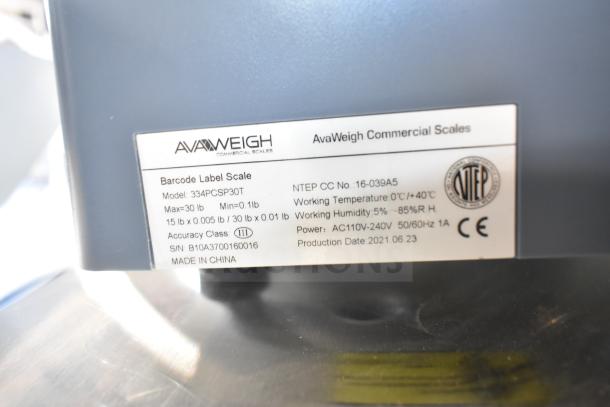 AVAWEIGH
COMMERCIAL SCALES
AvaWeigh Commercial Scales
Barcode Label Scale
Model: 334PCSP30T
Max=30 lb Min=0.1lb
15 lb x 0.005 lb / 30 lb x 0.01 lb
Accuracy Class III
S/N B10A3700160016
MADE IN CHINA
NTEP CC No.:16-039A5
Working Temperature:0℃/+40℃
Working Humidity:5% ~85%R.H.
Power: AC110V-240V 50/60Hz 1A
Production Date:2021.06.23
NTEP
CE
Auctions